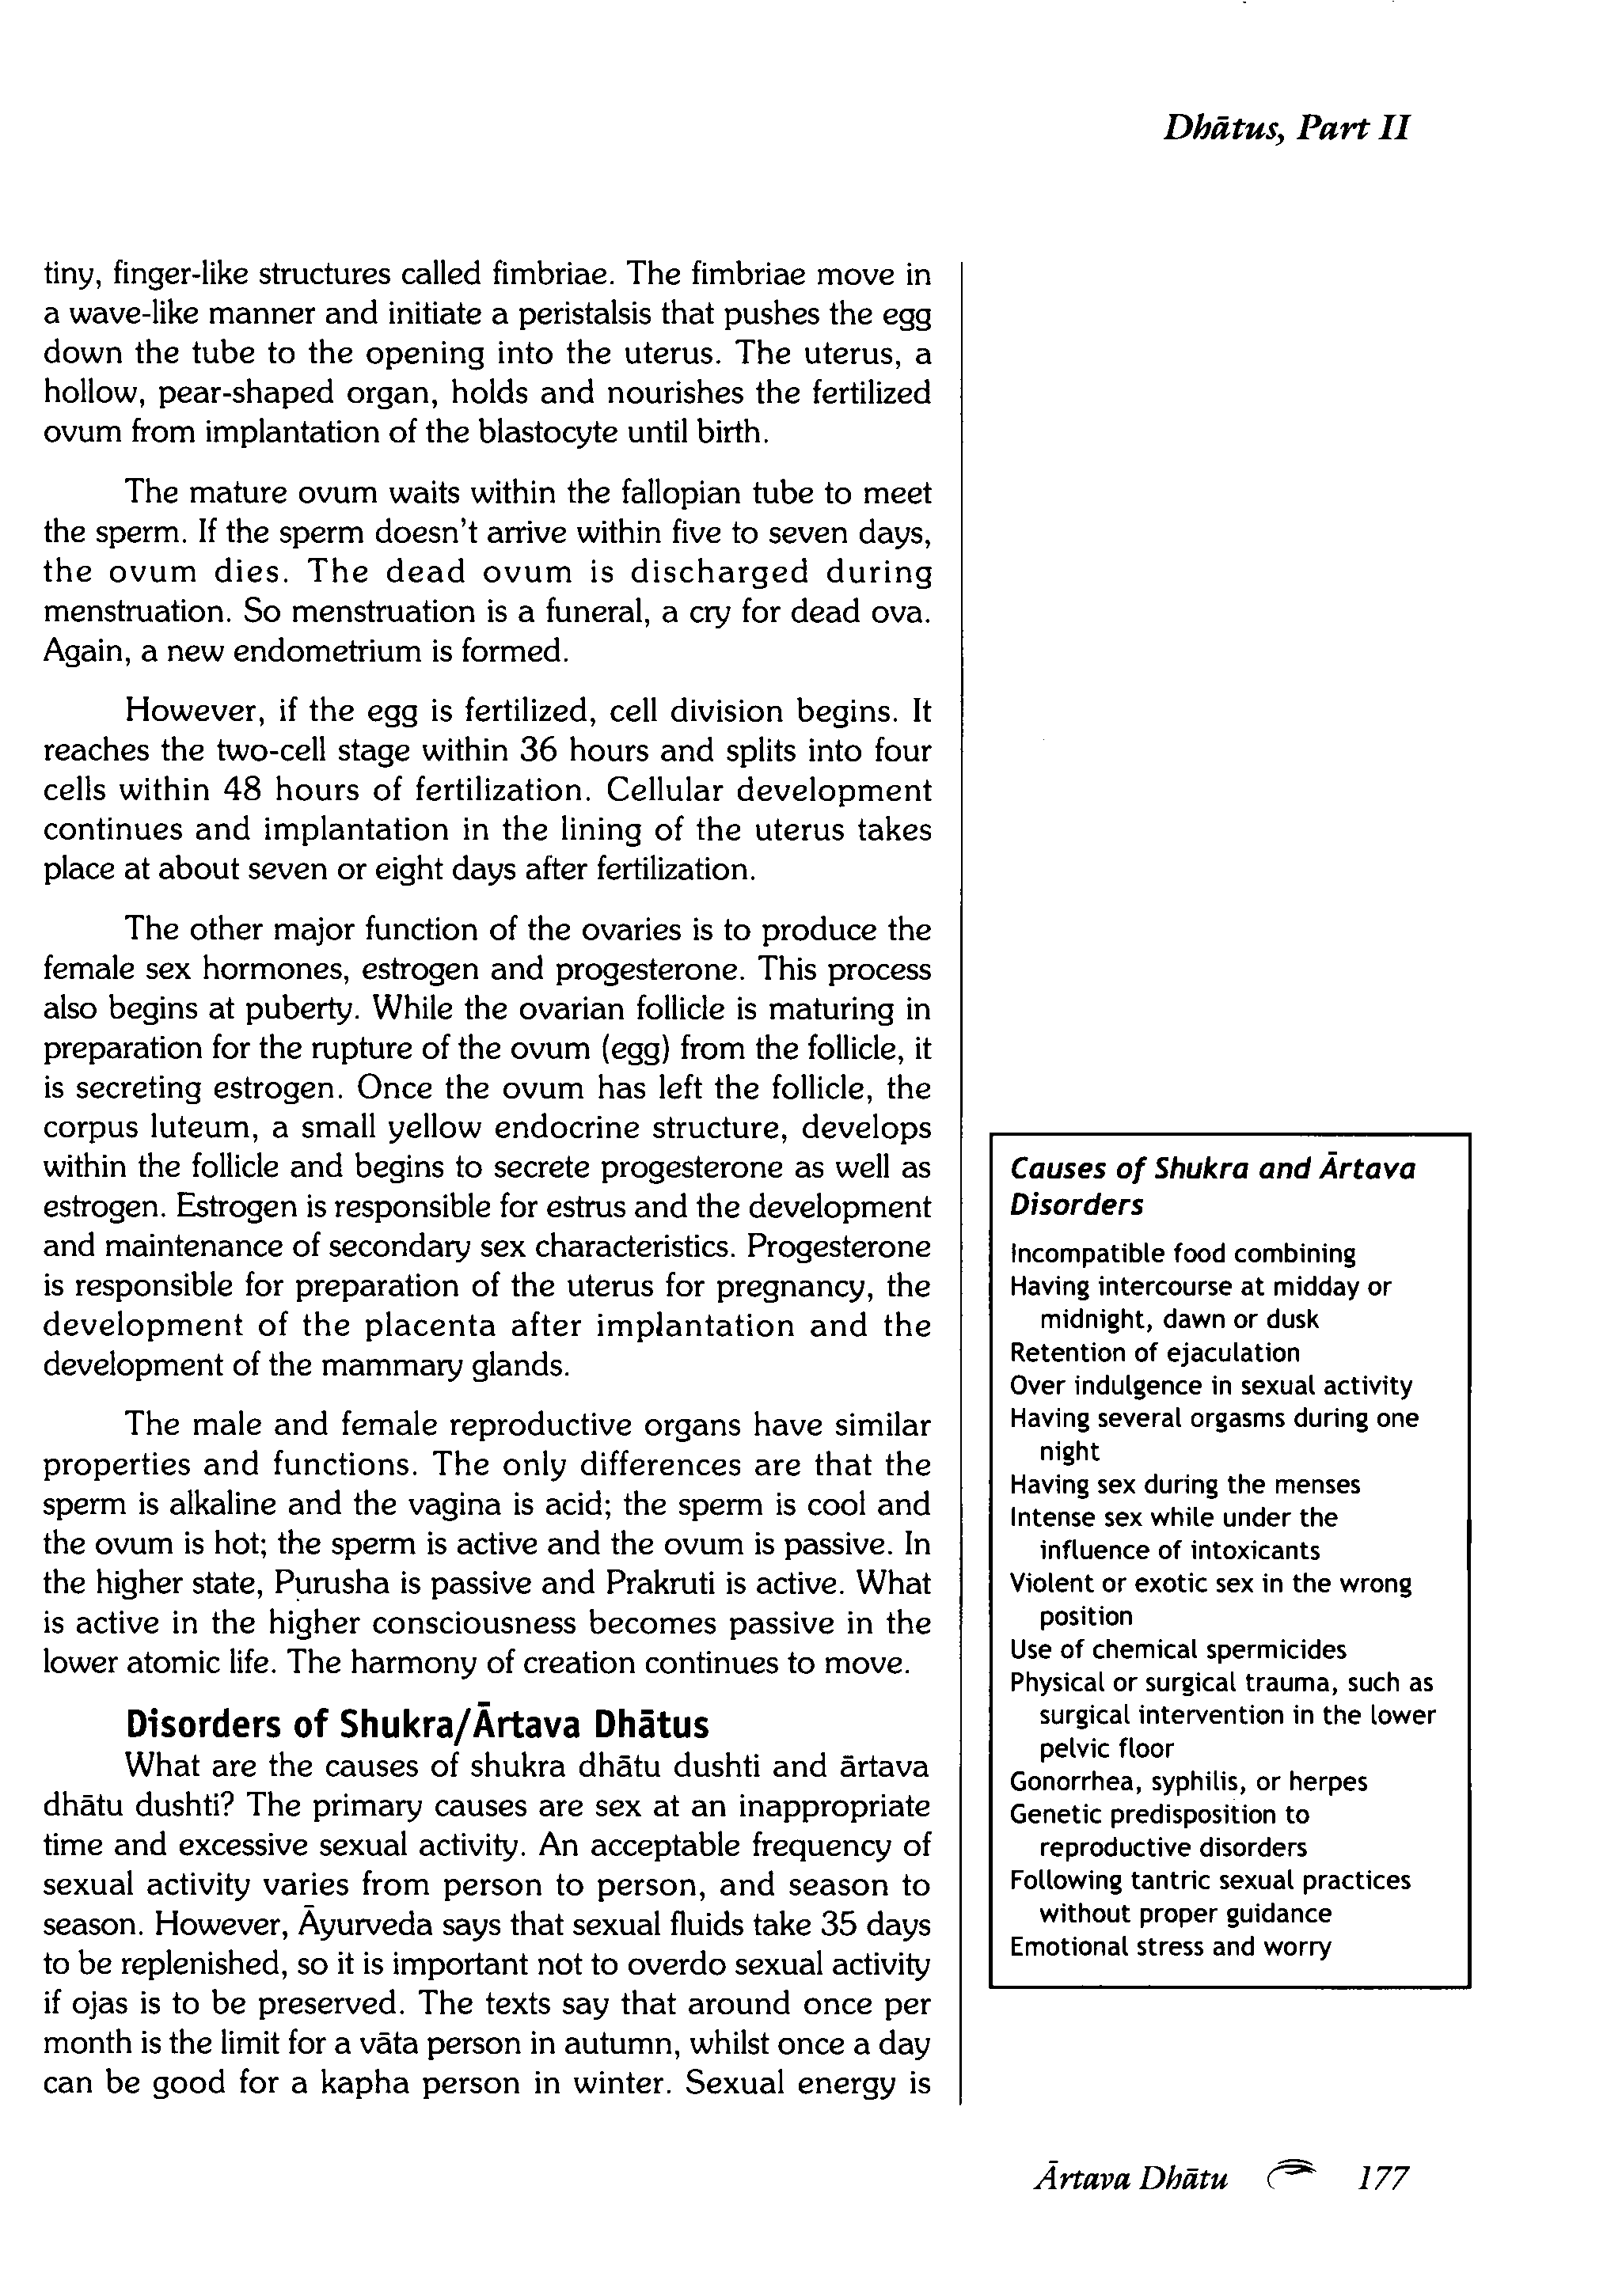 Dhātus, Part II
tiny, finger-like structures called fimbriae. The fimbriae move in
a wave-like manner and initiate a peristalsis that pushes the egg
down the tube to the opening into the uterus. The uterus, a
hollow, pear-shaped organ, holds and nourishes the fertilized
ovum from implantation of the blastocyte until birth.
The mature ovum waits within the fallopian tube to meet
the sperm. If the sperm doesn't arrive within five to seven days,
the ovum dies. The dead ovum is discharged during
menstruation. So menstruation is a funeral, a cry for dead ova.
Again, a new endometrium is formed.
However, if the egg is fertilized, cell division begins. It
reaches the two-cell stage within 36 hours and splits into four
cells within 48 hours of fertilization. Cellular development
continues and implantation in the lining of the uterus takes
place at about seven or eight days after fertilization.
The other major function of the ovaries is to produce the
female sex hormones, estrogen and progesterone. This process
also begins at puberty. While the ovarian follicle is maturing in
preparation for the rupture of the ovum (egg) from the follicle, it
is secreting estrogen. Once the ovum has left the follicle, the
corpus luteum, a small yellow endocrine structure, develops
within the follicle and begins to secrete progesterone as well as
estrogen. Estrogen is responsible for estrus and the development
and maintenance of secondary sex characteristics. Progesterone
is responsible for preparation of the uterus for pregnancy, the
development of the placenta after implantation and the
development of the mammary glands.
The male and female reproductive organs have similar
properties and functions. The only differences are that the
sperm is alkaline and the vagina is acid; the sperm is cool and
the ovum is hot; the sperm is active and the ovum is passive. In
the higher state, Purusha is passive and Prakruti is active. What
is active in the higher consciousness becomes passive in the
lower atomic life. The harmony of creation continues to move.
Disorders of Shukra/Ārtava Dhātus
What are the causes of shukra dhātu dushti and ārtava
dhātu dushti? The primary causes are sex at an inappropriate
time and excessive sexual activity. An acceptable frequency of
sexual activity varies from person to person, and season to
season. However, Āyurveda says that sexual fluids take 35 days
to be replenished, so it is important not to overdo sexual activity
if ojas is to be preserved. The texts say that around once per
month is the limit for a vāta person in autumn, whilst once a day
can be good for a kapha person in winter. Sexual energy is
Causes of Shukra and Ārtava
Disorders
Incompatible food combining
Having intercourse at midday or
midnight, dawn or dusk
Retention of ejaculation
Over indulgence in sexual activity
Having several orgasms during one
night
Having sex during the menses
Intense sex while under the
influence of intoxicants
Violent or exotic sex in the wrong
position
Use of chemical spermicides
Physical or surgical trauma, such as
surgical intervention in the lower
pelvic floor
Gonorrhea, syphilis, or herpes
Genetic predisposition to
reproductive disorders
Following tantric sexual practices
without proper guidance
Emotional stress and worry
Ārtava Dhātu 177